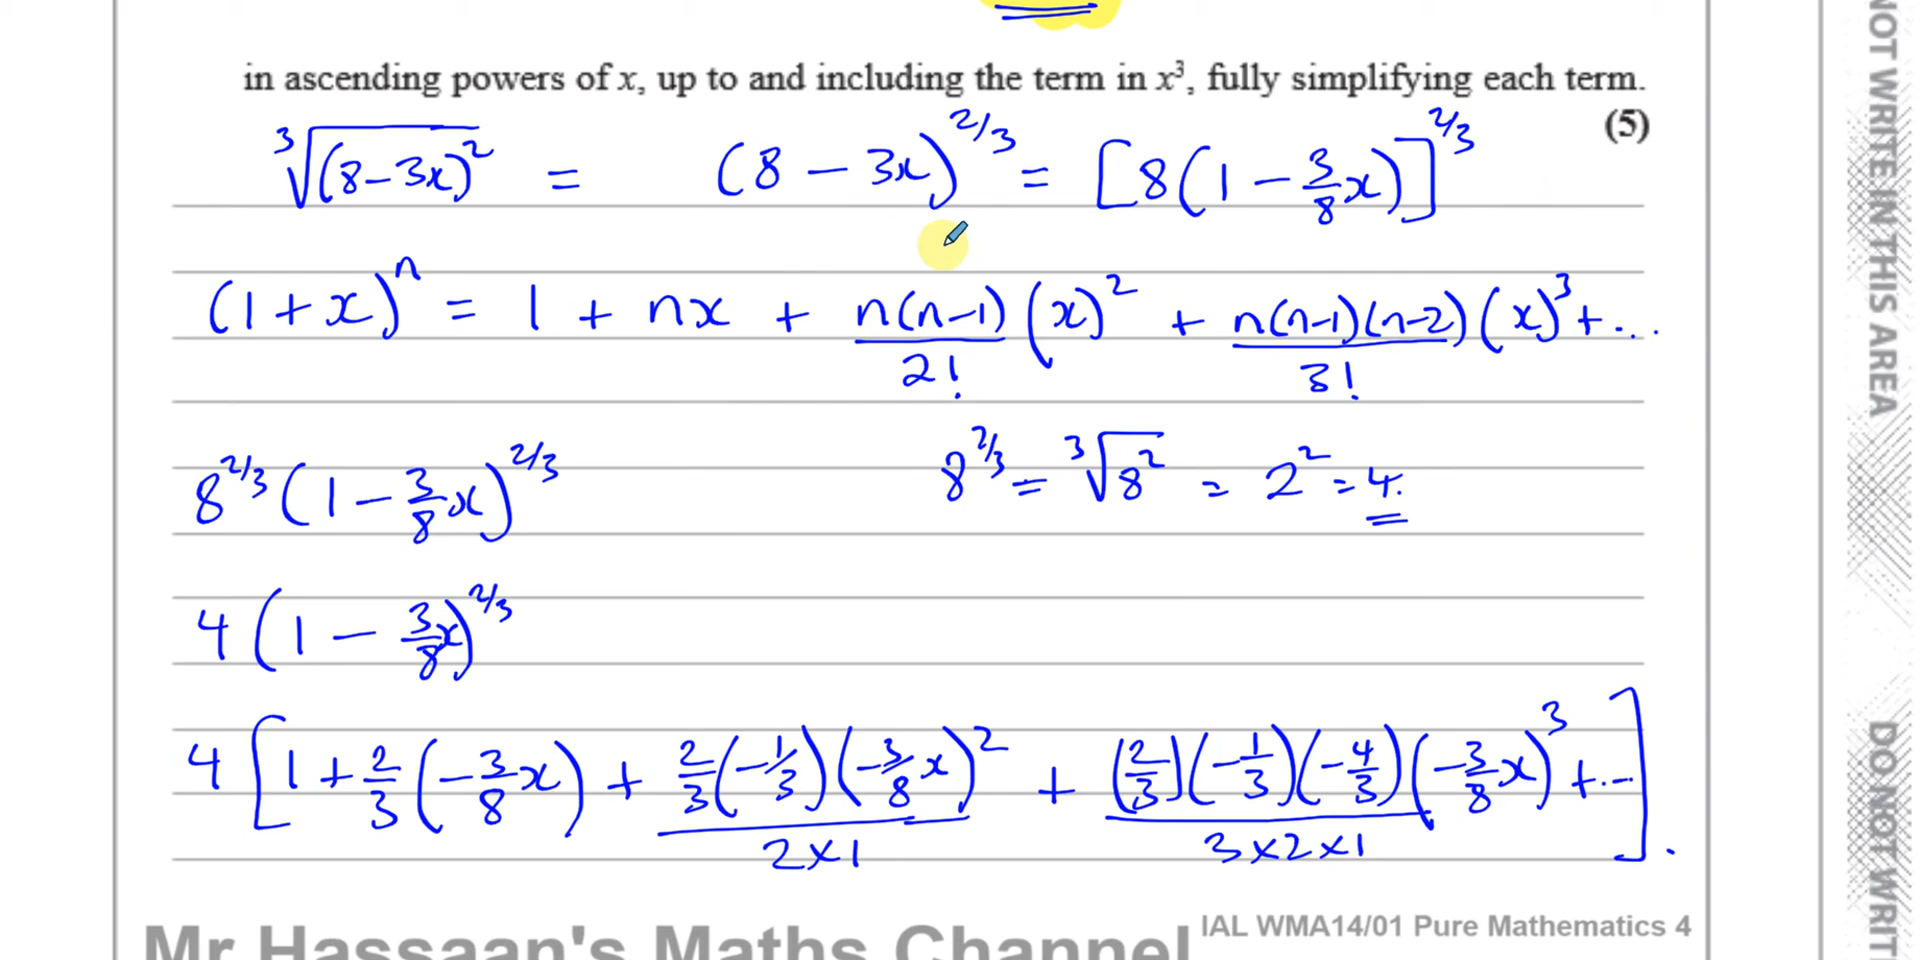 in ascending powers of x, up to and including the term in x³, fully simplifying each term.
(5)
∛(8-3x)² = (8 - 3x)^2/3 = [8(1 - 3/8 x)]^2/3
(1+x)^n = 1 + nx + n(n-1)/2! (x)² + n(n-1)(n-2)/3! (x)³ + ...
8^2/3 (1 - 3/8 x)^2/3    8^2/3 = ∛8² = 2² = 4.
4 (1 - 3/8 x)^2/3
4 [1 + 2/3 (-3/8 x) + 2/3 (-1/3)(-3/8 x)² / 2×1 + (2/3)(-1/3)(-4/3)(-3/8 x)³ / 3×2×1 + ...].
Mr Hassaan's Maths Channel
IAL WMA14/01 Pure Mathematics 4
NOT WRITE IN THIS AREA
DO NOT WRIT